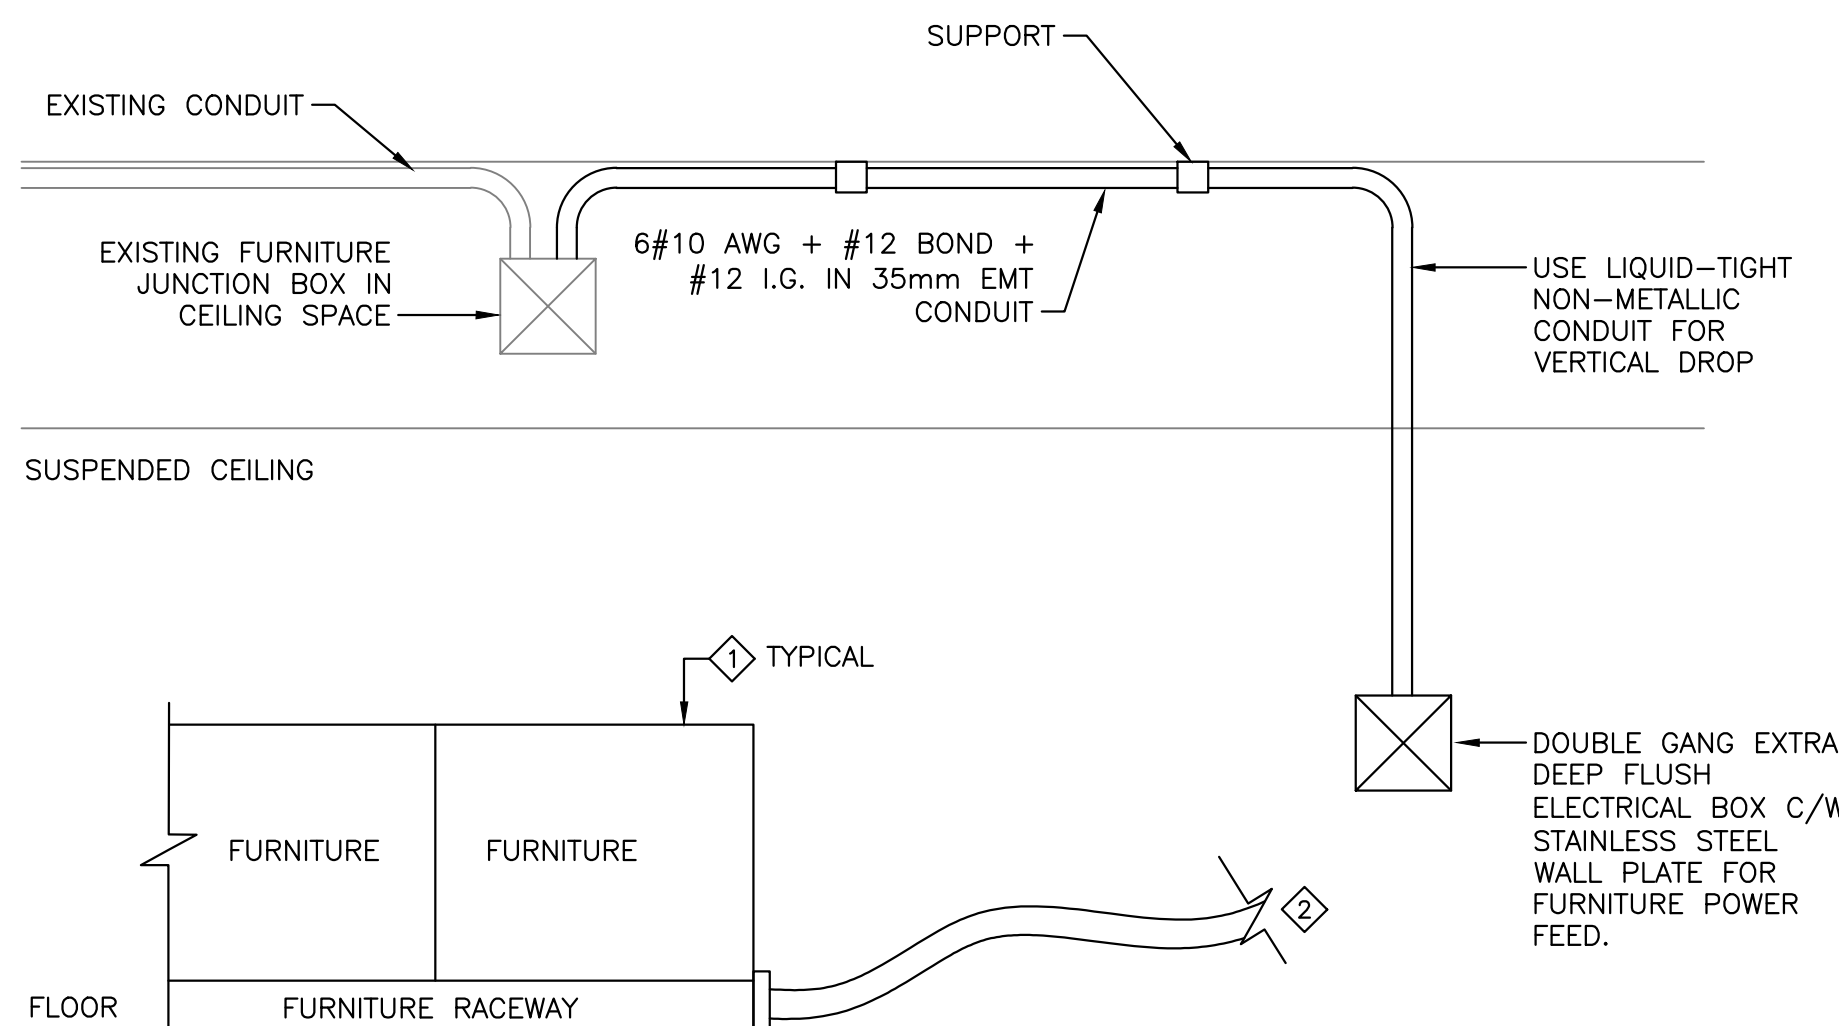 SUPPORT
EXISTING CONDUIT
EXISTING FURNITURE
JUNCTION BOX IN
CEILING SPACE
6#10 AWG + #12 BOND +
#12 I.G. IN 35mm EMT
CONDUIT
USE LIQUID-TIGHT
NON-METALLIC
CONDUIT FOR
VERTICAL DROP
SUSPENDED CEILING
1 TYPICAL
DOUBLE GANG EXTRA
DEEP FLUSH
ELECTRICAL BOX C/W
STAINLESS STEEL
WALL PLATE FOR
FURNITURE POWER
FEED.
FURNITURE
FURNITURE
2
FLOOR
FURNITURE RACEWAY